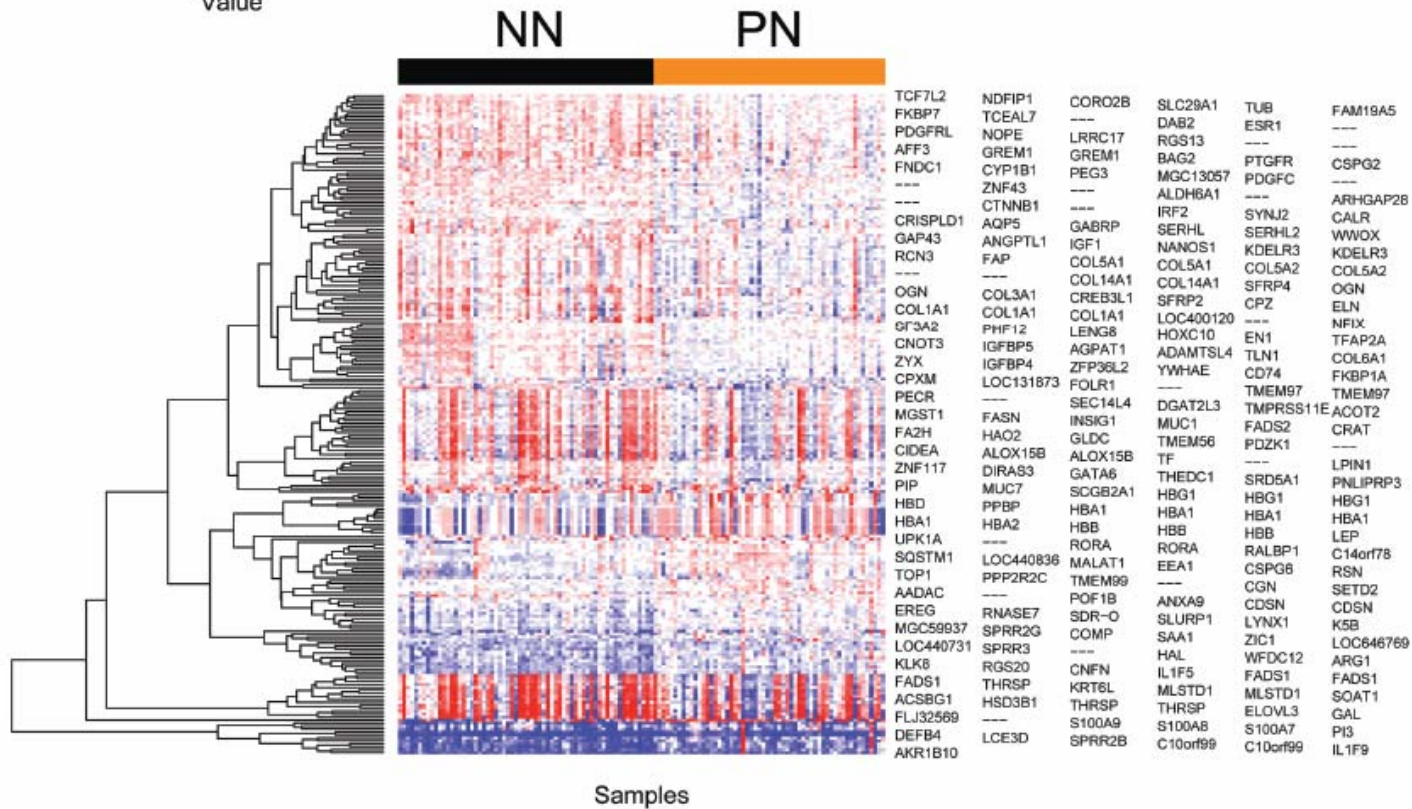 Value
NN PN
TCF7L2 NDFIP1 CORO2B SLC29A1 TUB FAM19A5
FKBP7 TCEAL7 --- DAB2 ESR1 ---
PDGFRL NOPE LRRC17 RGS13 --- ---
AFF3 GREM1 GREM1 BAG2 PTGFR CSPG2
FNDC1 CYP1B1 PEG3 MGC13057 PDGFC ---
--- ZNF43 --- ALDH6A1 --- ARHGAP28
--- CTNNB1 --- IRF2 SYNJ2 CALR
CRISPLD1 AQP5 GABRP SERHL SERHL2 WWOX
GAP43 ANGPTL1 IGF1 NANOS1 KDELR3 KDELR3
RCN3 FAP COL5A1 COL5A1 COL5A2 COL5A2
--- --- COL14A1 COL14A1 SFRP4 OGN
OGN COL3A1 CREB3L1 SFRP2 CPZ ELN
COL1A1 COL1A1 COL1A1 LOC400120 --- NFIX
SF3A2 PHF12 LENG8 HOXC10 EN1 TFAP2A
CNOT3 IGFBP5 AGPAT1 ADAMTSL4 TLN1 COL6A1
ZYX IGFBP4 ZFP36L2 YWHAE CD74 FKBP1A
CPXM LOC131873 FOLR1 --- TMEM97 TMEM97
PECR --- SEC14L4 DGAT2L3 TMPRSS11E ACOT2
MGST1 FASN INSIG1 MUC1 FADS2 CRAT
FA2H HAO2 GLDC TMEM56 PDZK1 ---
CIDEA ALOX15B ALOX15B TF --- LPIN1
ZNF117 DIRAS3 GATA6 THEDC1 SRD5A1 PNLIPRP3
PIP MUC7 SCGB2A1 HBG1 HBG1 HBG1
HBD PPBP HBA1 HBA1 HBA1 HBA1
HBA1 HBA2 HBB HBB HBB LEP
UPK1A --- RORA RORA RALBP1 C14orf78
SQSTM1 LOC440836 MALAT1 EEA1 CSPG6 RSN
TOP1 PPP2R2C TMEM99 --- CGN SETD2
AADAC --- POF1B ANXA9 CDSN CDSN
EREG RNASE7 SDR-O SLURP1 LYNX1 K5B
MGC59937 SPRR2G COMP SAA1 ZIC1 LOC646769
LOC440731 SPRR3 --- HAL WFDC12 ARG1
KLK8 RGS20 CNFN IL1F5 FADS1 FADS1
FADS1 THRSP KRT6L MLSTD1 MLSTD1 SOAT1
ACSBG1 HSD3B1 THRSP THRSP ELOVL3 GAL
FLJ32569 --- S100A9 S100A8 S100A7 PI3
DEFB4 LCE3D SPRR2B C10orf99 C10orf99 IL1F9
AKR1B10
Samples